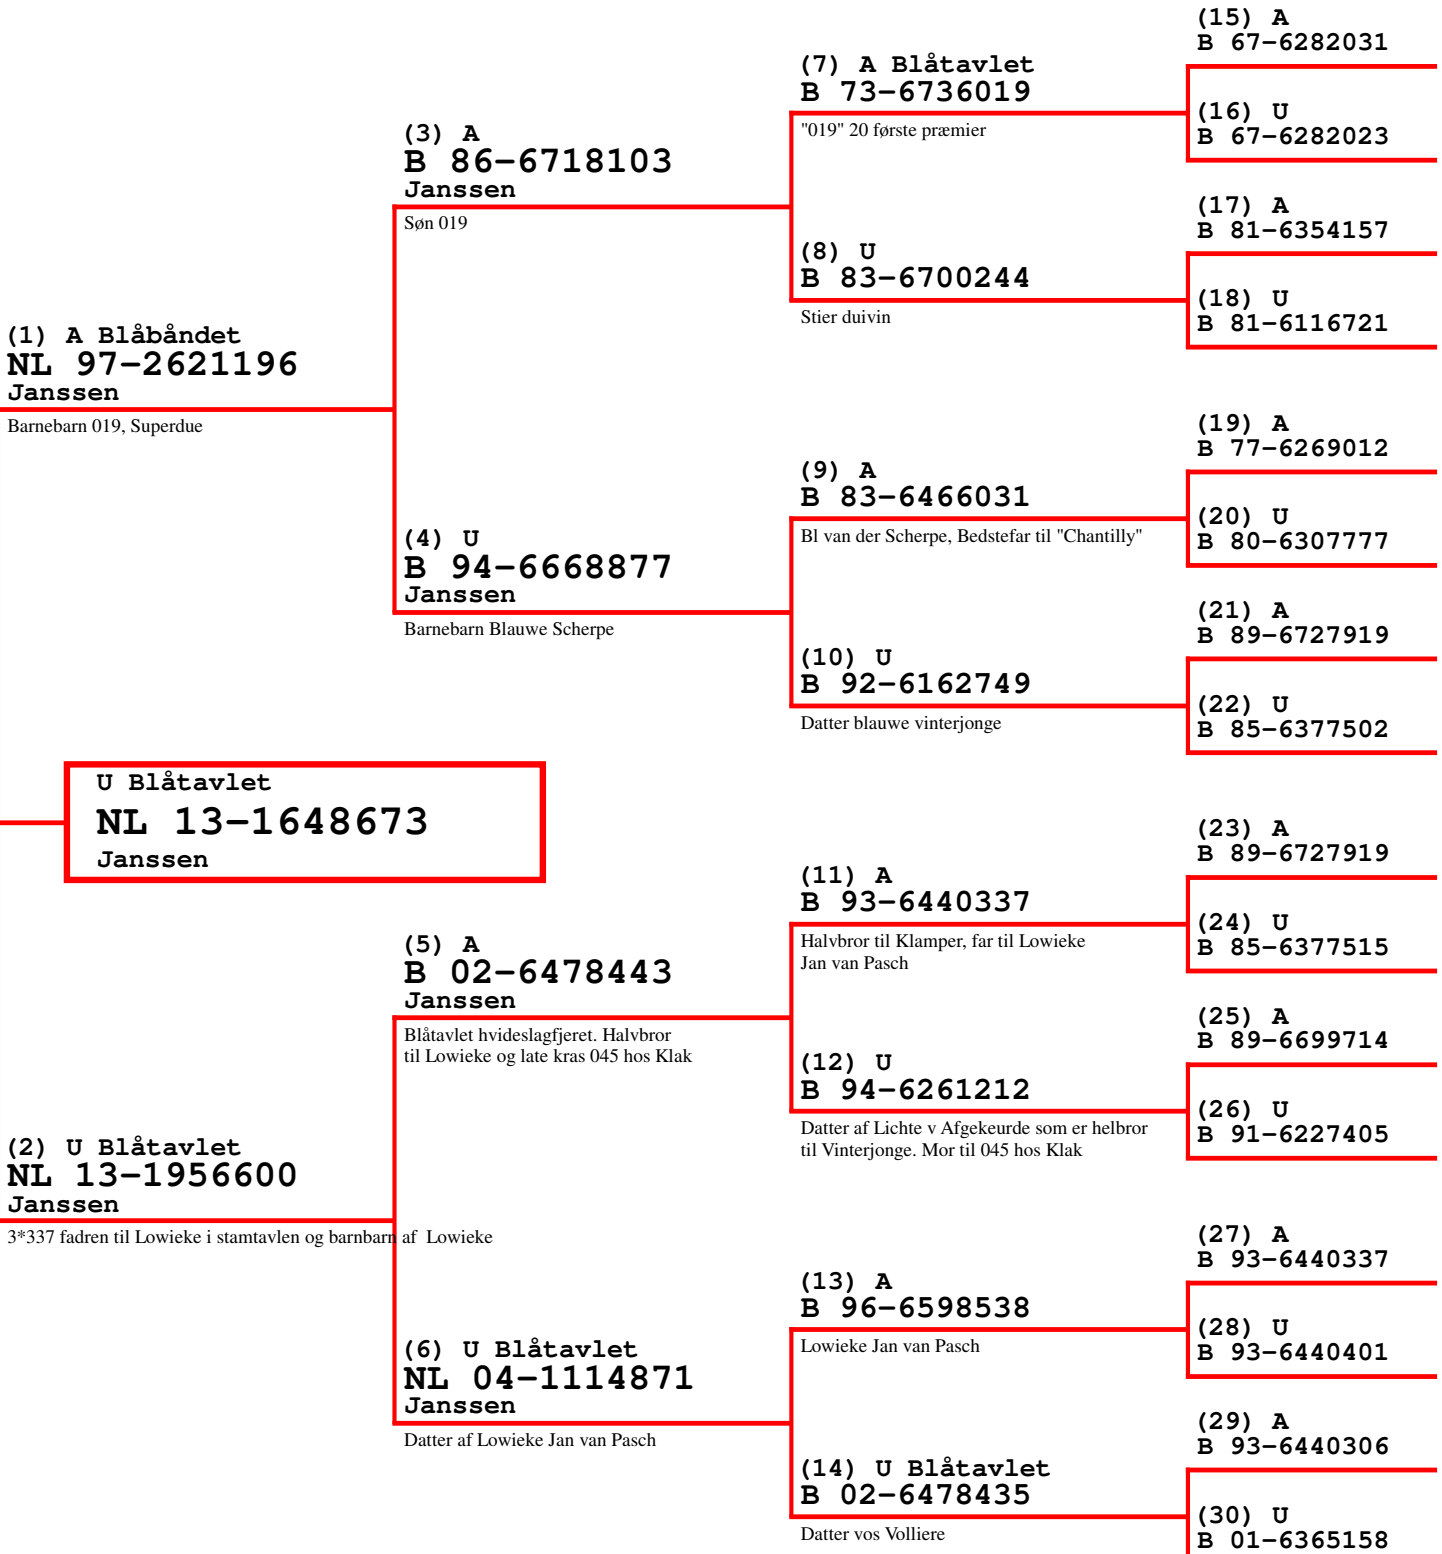 U Blåtavlet
NL 13-1648673
Janssen
(1) A Blåbåndet
NL 97-2621196
Janssen
Barnebarn 019, Superdue
(2) U Blåtavlet
NL 13-1956600
Janssen
3*337 fadren til Lowieke i stamtavlen og barnbarn af Lowieke
(3) A
B 86-6718103
Janssen
Søn 019
(4) U
B 94-6668877
Janssen
Barnebarn Blauwe Scherpe
(5) A
B 02-6478443
Janssen
Blåtavlet hvideslagfjeret. Halvbror
til Lowieke og late kras 045 hos Klak
(6) U Blåtavlet
NL 04-1114871
Janssen
Datter af Lowieke Jan van Pasch
(7) A Blåtavlet
B 73-6736019
"019" 20 første præmier
(8) U
B 83-6700244
Stier duivin
(9) A
B 83-6466031
Bl van der Scherpe, Bedstefar til "Chantilly"
(10) U
B 92-6162749
Datter blauwe vinterjonge
(11) A
B 93-6440337
Halvbror til Klamper, far til Lowieke
Jan van Pasch
(12) U
B 94-6261212
Datter af Lichte v Afgekeurde som er helbror
til Vinterjonge. Mor til 045 hos Klak
(13) A
B 96-6598538
Lowieke Jan van Pasch
(14) U Blåtavlet
B 02-6478435
Datter vos Volliere
(15) A
B 67-6282031
(16) U
B 67-6282023
(17) A
B 81-6354157
(18) U
B 81-6116721
(19) A
B 77-6269012
(20) U
B 80-6307777
(21) A
B 89-6727919
(22) U
B 85-6377502
(23) A
B 89-6727919
(24) U
B 85-6377515
(25) A
B 89-6699714
(26) U
B 91-6227405
(27) A
B 93-6440337
(28) U
B 93-6440401
(29) A
B 93-6440306
(30) U
B 01-6365158